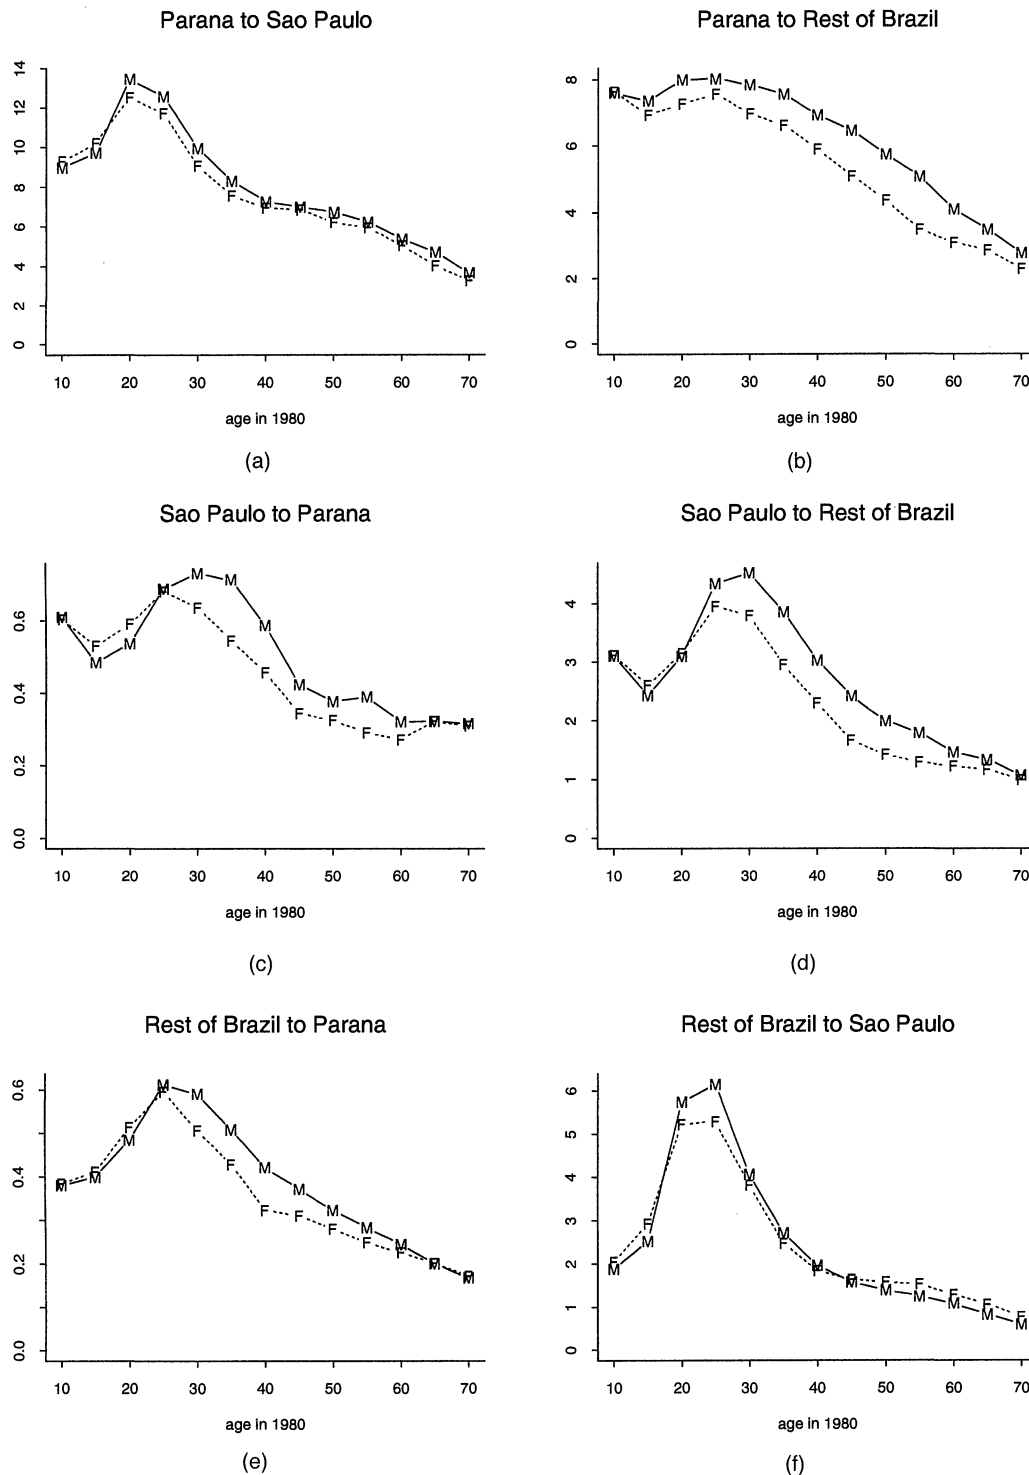 Parana to Sao Paulo
0 2 4 6 8 10 12 14
M M M M M M M M M M M M M
F F F F F F F F F F F F F
10 20 30 40 50 60 70
age in 1980
(a)
Parana to Rest of Brazil
0 2 4 6 8
M M M M M M M M M M M M M
F F F F F F F F F F F F F
10 20 30 40 50 60 70
age in 1980
(b)
Sao Paulo to Parana
0.0 0.2 0.4 0.6
M M M M M M M M M M M M M
F F F F F F F F F F F F F
10 20 30 40 50 60 70
age in 1980
(c)
Sao Paulo to Rest of Brazil
0 1 2 3 4
M M M M M M M M M M M M M
F F F F F F F F F F F F F
10 20 30 40 50 60 70
age in 1980
(d)
Rest of Brazil to Parana
0.0 0.2 0.4 0.6
M M M M M M M M M M M M M
F F F F F F F F F F F F F
10 20 30 40 50 60 70
age in 1980
(e)
Rest of Brazil to Sao Paulo
0 1 2 3 4 5 6
M M M M M M M M M M M M M
F F F F F F F F F F F F F
10 20 30 40 50 60 70
age in 1980
(f)